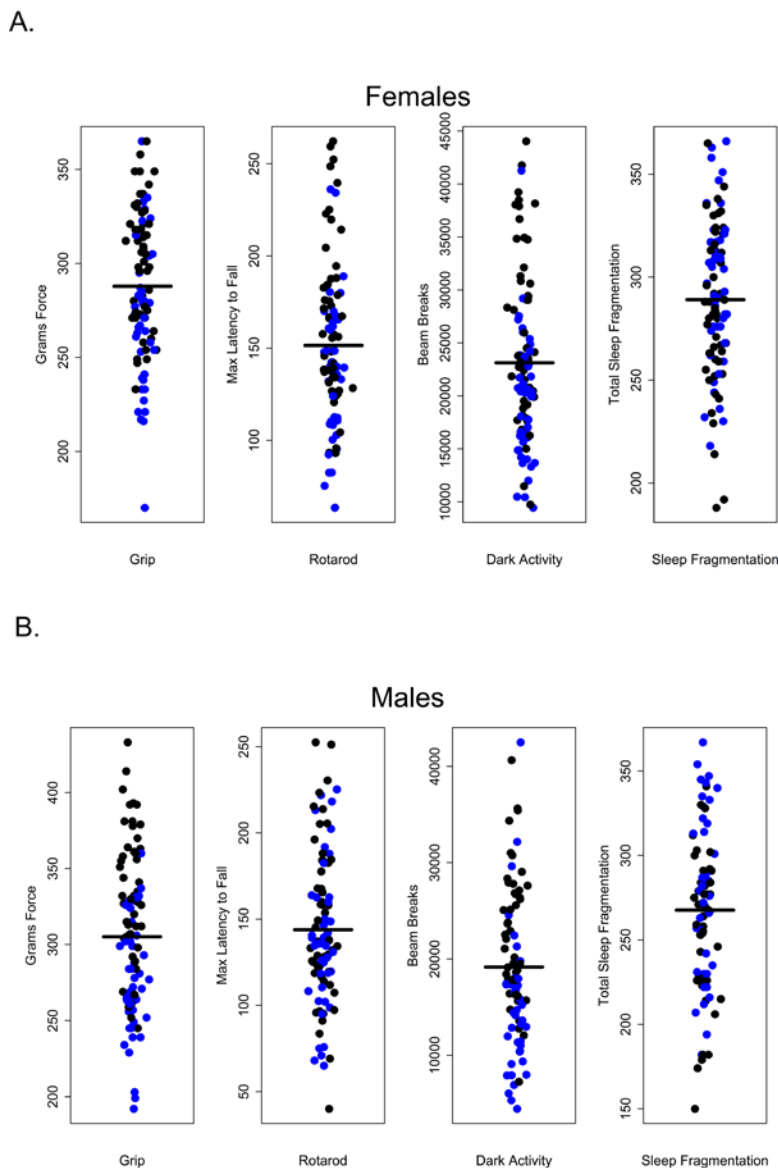 A.
Females
Grams Force
200
250
300
350
Grip
Max Latency to Fall
100
150
200
250
Rotarod
Beam Breaks
10000
15000
20000
25000
30000
35000
40000
45000
Dark Activity
Total Sleep Fragmentation
200
250
300
350
Sleep Fragmentation
B.
Males
Grams Force
200
250
300
350
400
Grip
Max Latency to Fall
50
100
150
200
250
Rotarod
Beam Breaks
10000
20000
30000
40000
Dark Activity
Total Sleep Fragmentation
150
200
250
300
350
Sleep Fragmentation